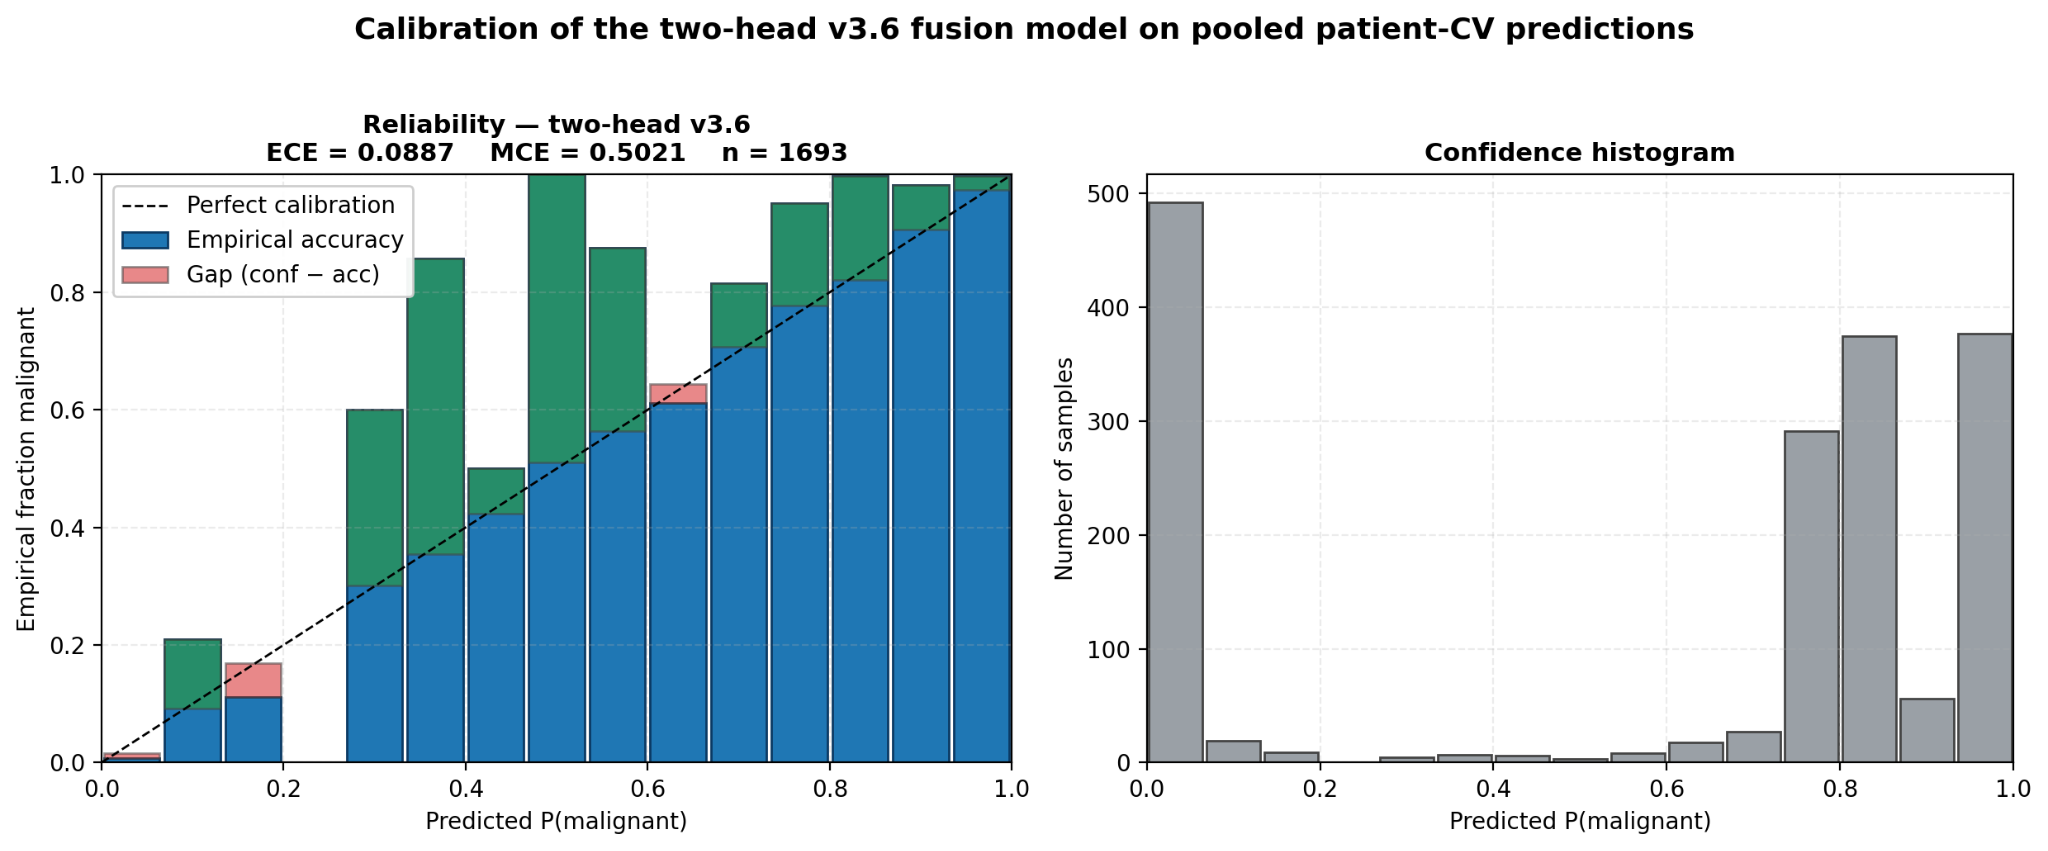 Calibration of the two-head v3.6 fusion model on pooled patient-CV predictions
Reliability — two-head v3.6
ECE = 0.0887 MCE = 0.5021 n = 1693
Perfect calibration
Empirical accuracy
Gap (conf − acc)
Empirical fraction malignant
1.0
0.8
0.6
0.4
0.2
0.0
0.0 0.2 0.4 0.6 0.8 1.0
Predicted P(malignant)
Confidence histogram
Number of samples
500
400
300
200
100
0
0.0 0.2 0.4 0.6 0.8 1.0
Predicted P(malignant)